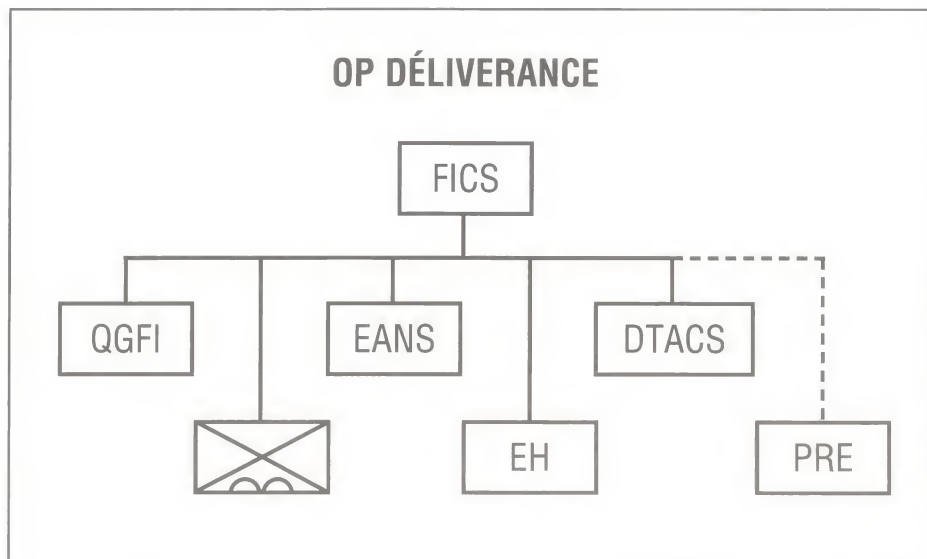 OP DÉLIVERANCE
FICS
QGFI
EANS
DTACS
EH
PRE